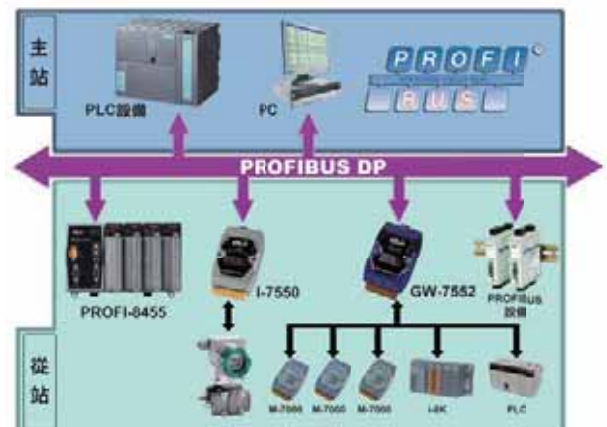 主站
PLC設備
PC
PROFI
BUS
PROFIBUS DP
PROFI-8455
I-7550
GW-7552
PROFIBUS
設備
從站
M-7000
M-7000
M-7000
I-8K
PLC